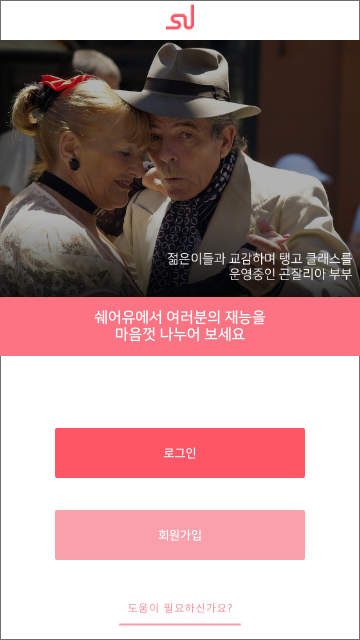 젊은이들과 교감하며 탱고 클래스를
운영중인 곤잘리아 부부
쉐어유에서 여러분의 재능을
마음껏 나누어 보세요
로그인
회원가입
도움이 필요하신가요?